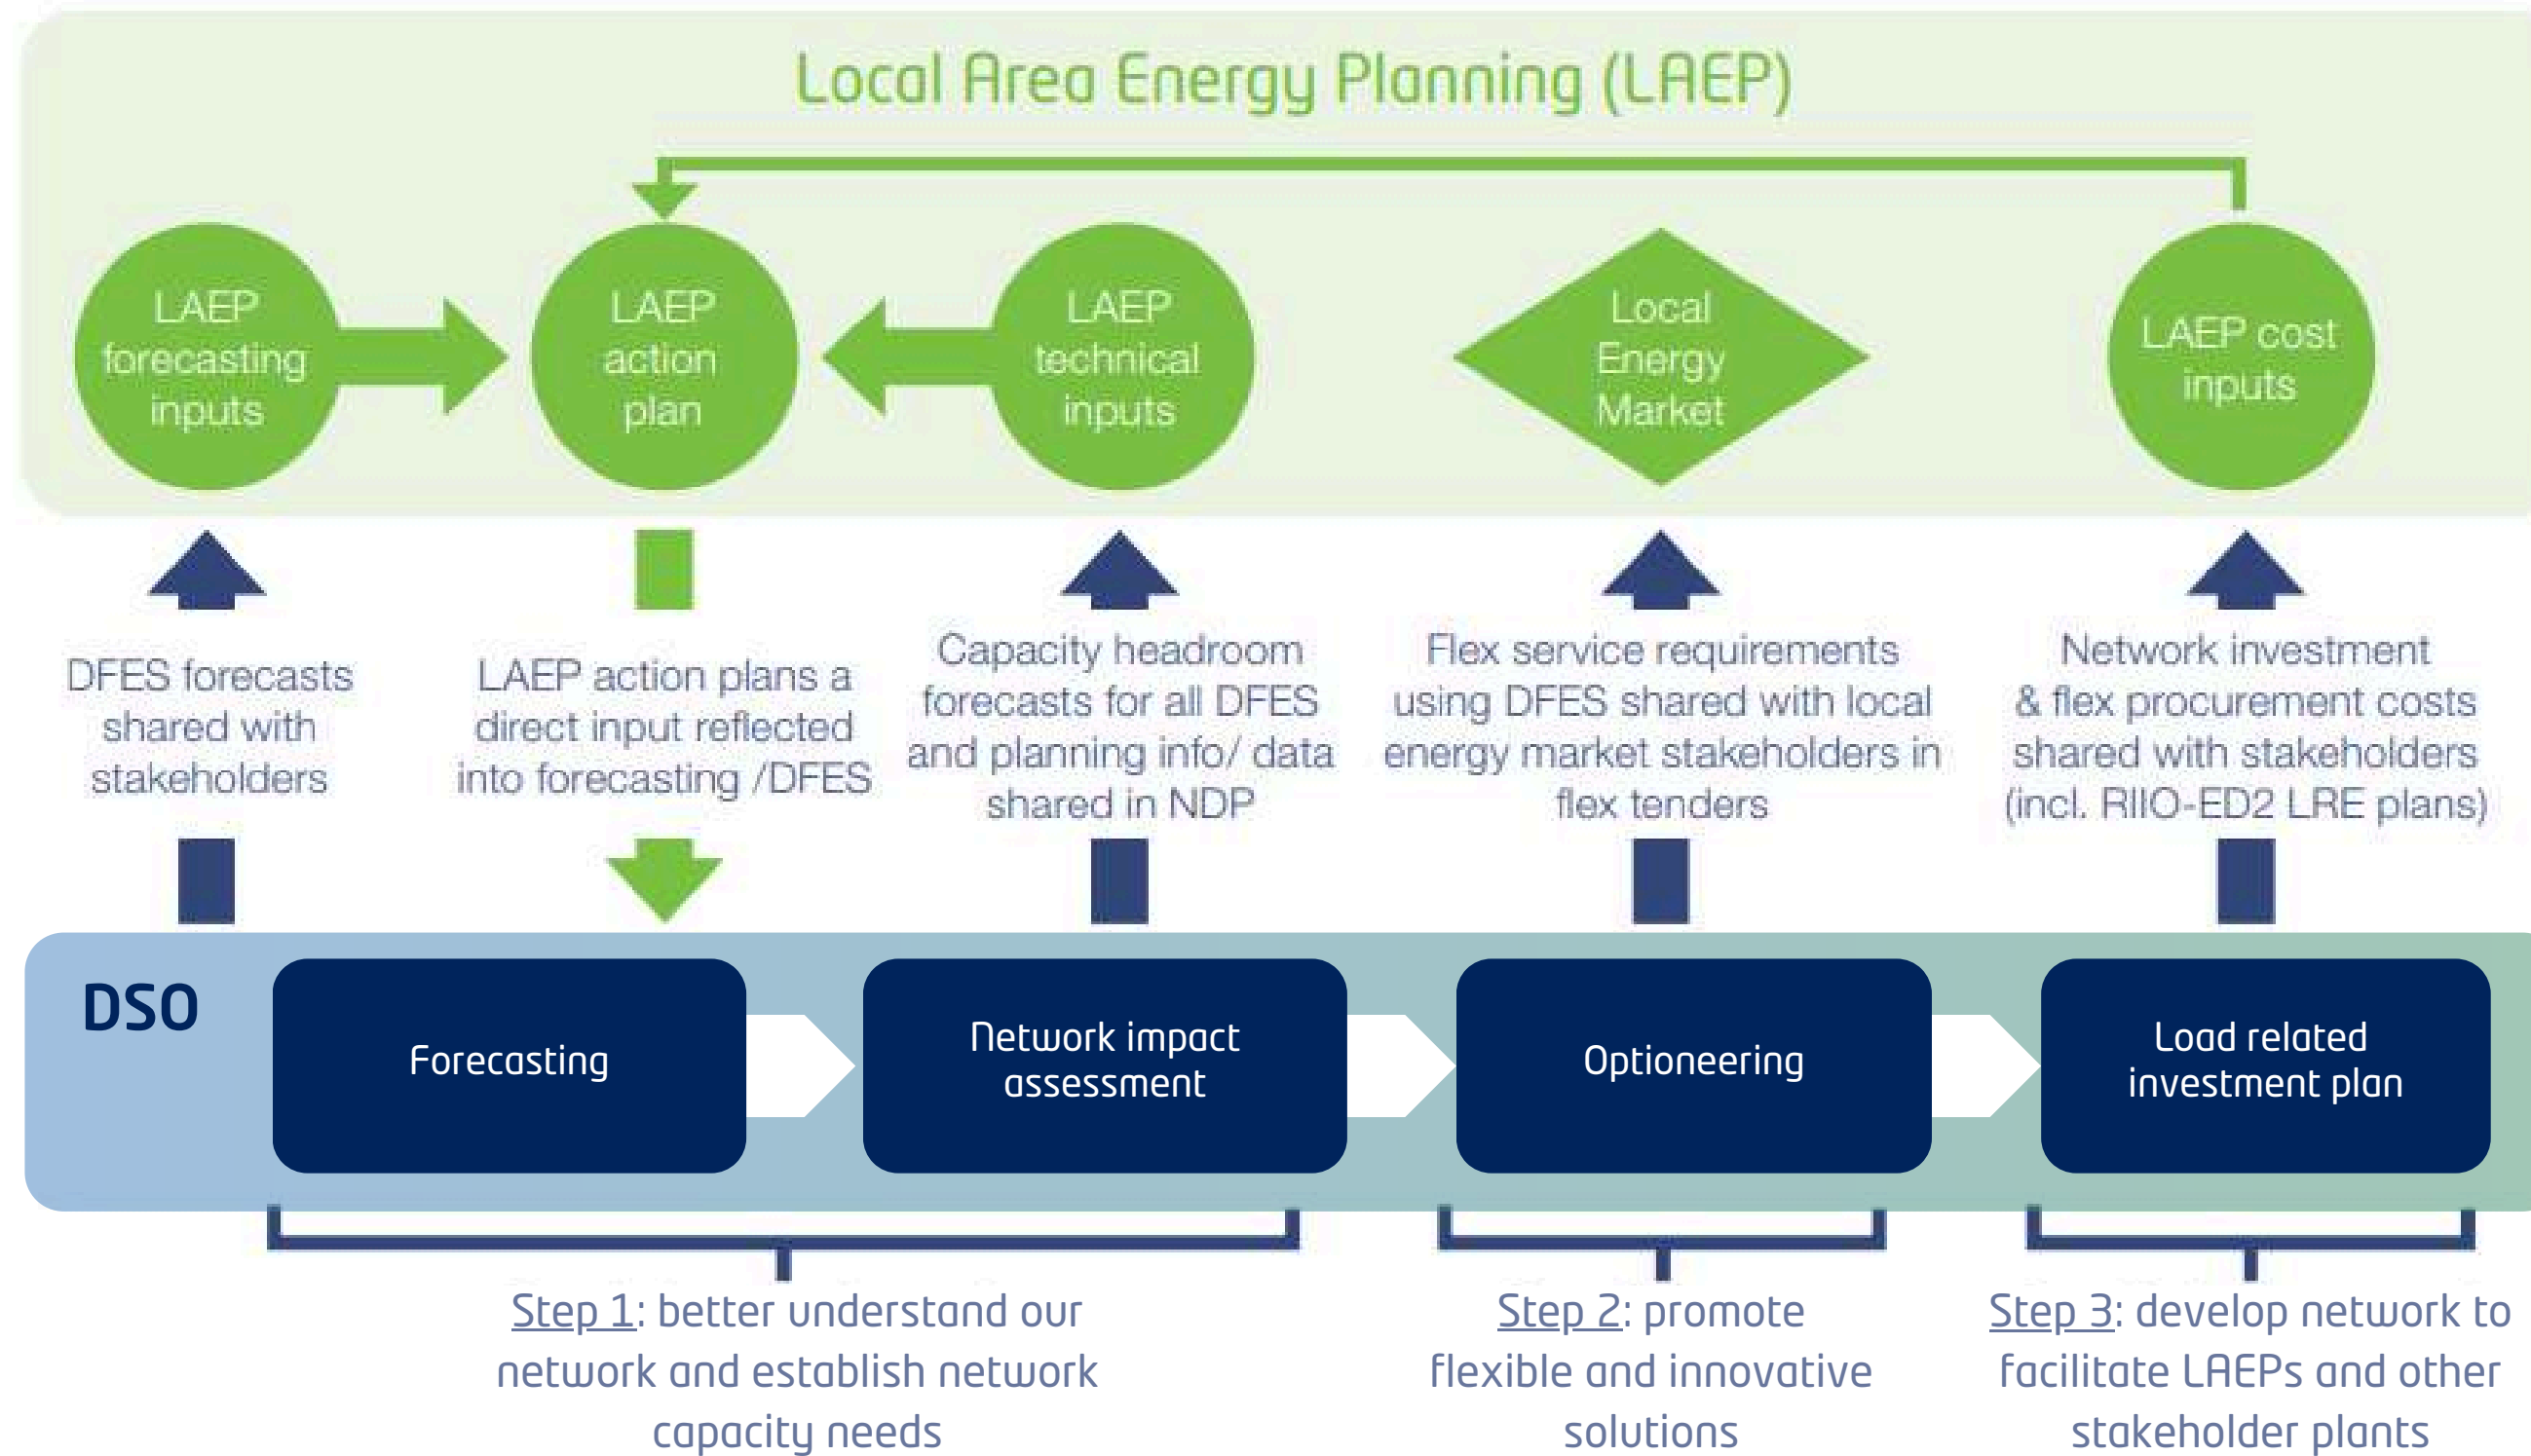 Local Area Energy Planning (LAEP)
LAEP
forecasting
inputs
LAEP
action
plan
LAEP
technical
inputs
Local
Energy
Market
LAEP cost
inputs
DFES forecasts
shared with
stakeholders
LAEP action plans a
direct input reflected
into forecasting /DFES
Capacity headroom
forecasts for all DFES
and planning info/ data
shared in NDP
Flex service requirements
using DFES shared with local
energy market stakeholders in
flex tenders
Network investment
& flex procurement costs
shared with stakeholders
(incl. RIIO-ED2 LRE plans)
DSO
Forecasting
Network impact
assessment
Optioneering
Load related
investment plan
Step 1: better understand our
network and establish network
capacity needs
Step 2: promote
flexible and innovative
solutions
Step 3: develop network to
facilitate LAEPs and other
stakeholder plants